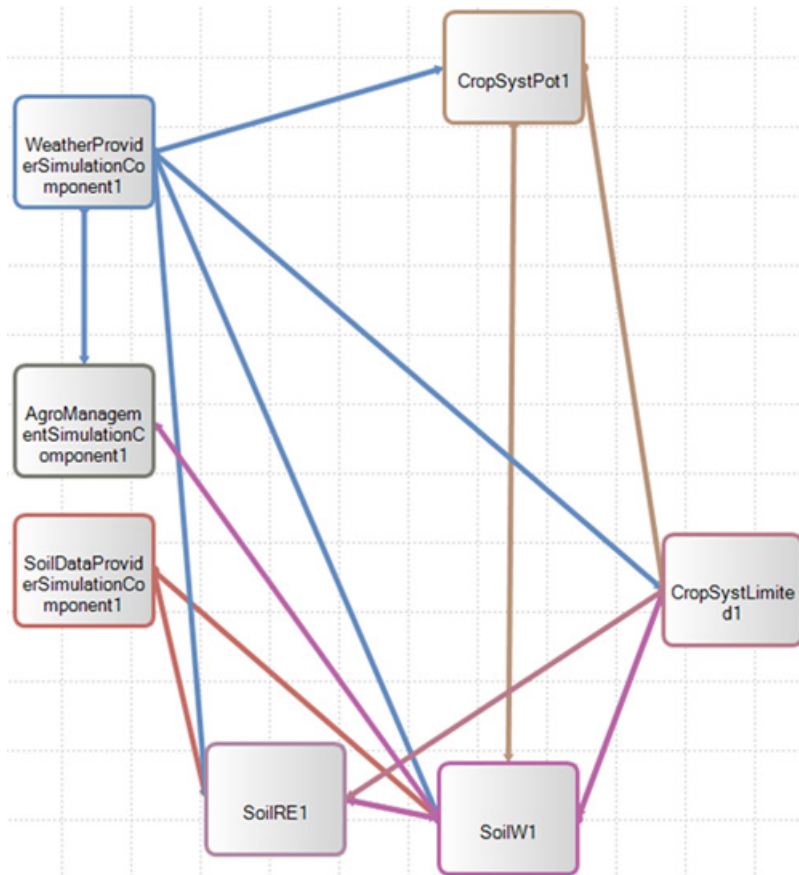 CropSystPot1
WeatherProvid
erSimulationCo
mponent1
AgroManagem
entSimulationC
omponent1
SoilDataProvid
erSimulationCo
mponent1
CropSystLimite
d1
SoilRE1
SoilW1